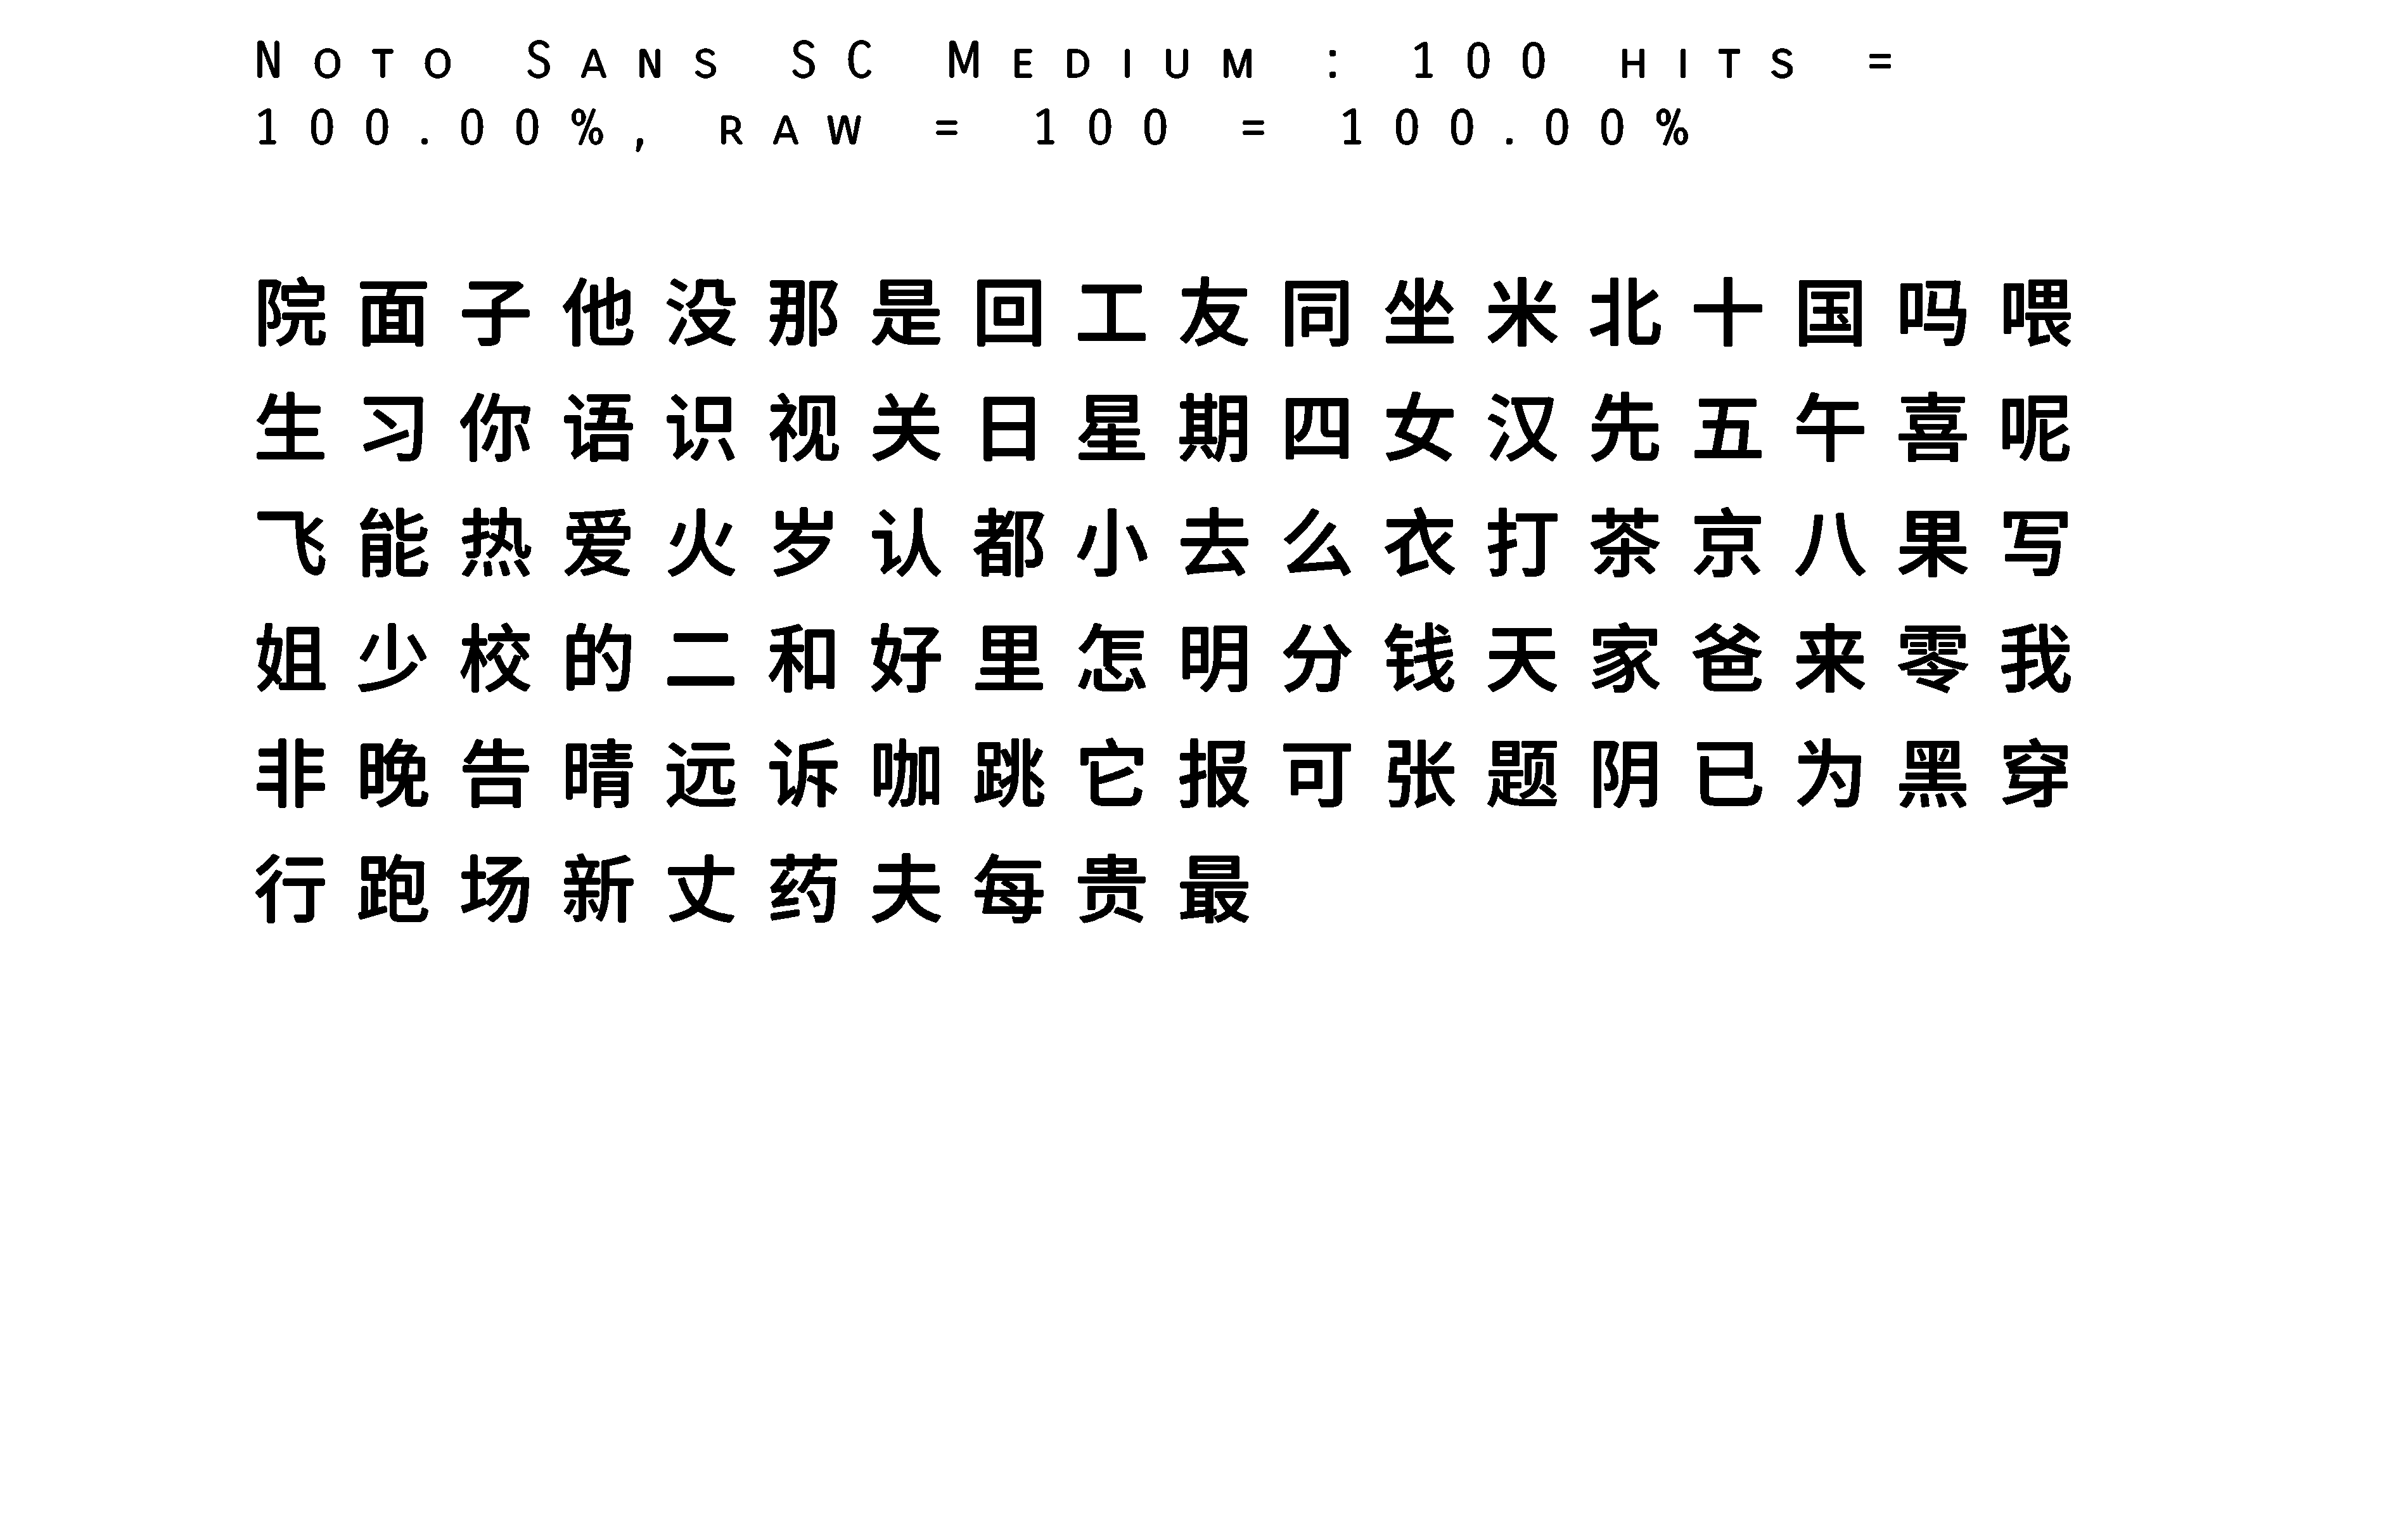 Noto Sans SC Medium : 100 hits =
100.00%, raw = 100 = 100.00%
院面子他没那是回工友同坐米北十国吗喂
生习你语识视关日星期四女汉先五午喜呢
飞能热爱火岁认都小去么衣打茶京八果写
姐少校的二和好里怎明分钱天家爸来零我
非晚告晴远诉咖跳它报可张题阴已为黑穿
行跑场新丈药夫每贵最